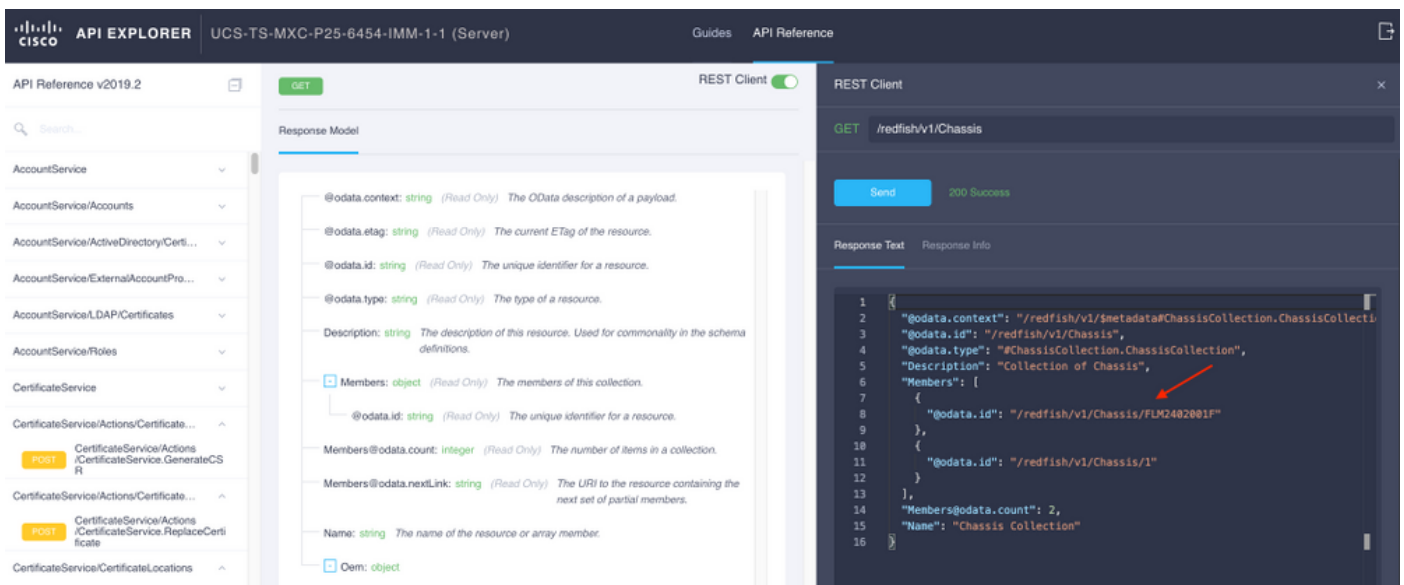 CISCO API EXPLORER UCS-TS-MXC-P25-6454-IMM-1-1 (Server) Guides API Reference
API Reference v2019.2
Search...
AccountService
AccountService/Accounts
AccountService/ActiveDirectory/Certi...
AccountService/ExternalAccountPro...
AccountService/LDAP/Certificates
AccountService/Roles
CertificateService
CertificateService/Actions/Certificate...
POST CertificateService/Actions
/CertificateService.GenerateCS
R
CertificateService/Actions/Certificate...
POST CertificateService/Actions
/CertificateService.ReplaceCerti
ficate
CertificateService/CertificateLocations
GET REST Client
Response Model
@odata.context: string (Read Only) The OData description of a payload.
@odata.etag: string (Read Only) The current ETag of the resource.
@odata.id: string (Read Only) The unique identifier for a resource.
@odata.type: string (Read Only) The type of a resource.
Description: string The description of this resource. Used for commonality in the schema
definitions.
Members: object (Read Only) The members of this collection.
@odata.id: string (Read Only) The unique identifier for a resource.
Members@odata.count: integer (Read Only) The number of items in a collection.
Members@odata.nextLink: string (Read Only) The URI to the resource containing the
next set of partial members.
Name: string The name of the resource or array member.
Oem: object
REST Client
GET /redfish/v1/Chassis
Send 200 Success
Response Text Response Info
1 {
2 "@odata.context": "/redfish/v1/$metadata#ChassisCollection.ChassisCollecti
3 "@odata.id": "/redfish/v1/Chassis",
4 "@odata.type": "#ChassisCollection.ChassisCollection",
5 "Description": "Collection of Chassis",
6 "Members": [
7 {
8 "@odata.id": "/redfish/v1/Chassis/FLM2402001F"
9 },
10 {
11 "@odata.id": "/redfish/v1/Chassis/1"
12 }
13 ],
14 "Members@odata.count": 2,
15 "Name": "Chassis Collection"
16 }